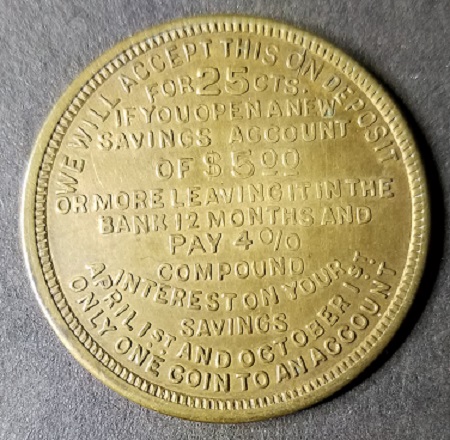 WE WILL ACCEPT THIS ON DEPOSIT
FOR 25 CTS.
IF YOU OPEN A NEW
SAVINGS ACCOUNT
OF $5.00
OR MORE LEAVING IT IN THE
BANK 12 MONTHS AND
PAY 4%
COMPOUND
INTEREST ON YOUR
SAVINGS
APRIL 1ST AND OCTOBER 1ST
ONLY ONE COIN TO AN ACCOUNT